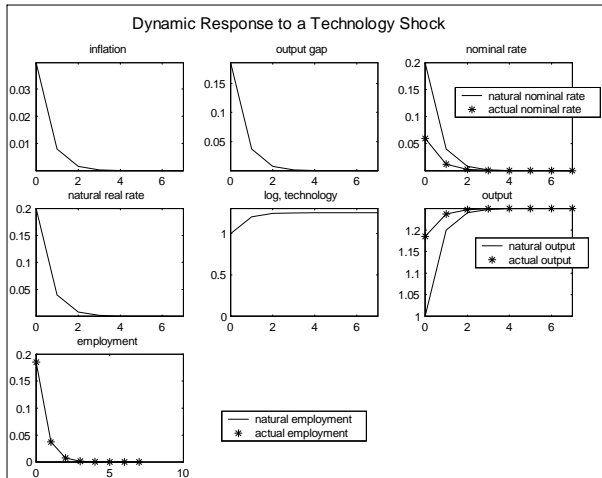 Dynamic Response to a Technology Shock
inflation
0.03
0.02
0.01
0 2 4 6
output gap
0.15
0.1
0.05
0 2 4 6
nominal rate
0.2
0.15
0.1
0.05
0 2 4 6
natural nominal rate
actual nominal rate
natural real rate
0.2
0.15
0.1
0.05
0 2 4 6
log, technology
1
0.5
0
0 2 4 6
output
1.2
1.15
1.1
1.05
1
0 2 4 6
natural output
actual output
employment
0.2
0.15
0.1
0.05
0
0 5 10
natural employment
actual employment